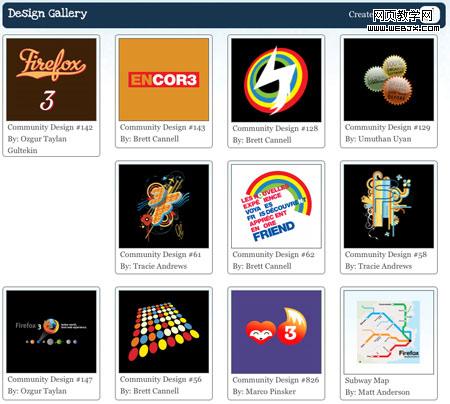 Design Gallery
Create
网页教学网
WWW.WEBJX.COM
Firefox
3
Community Design #142
By: Ozgur Taylan
Gultekin
ENCOR3
Community Design #143
By: Brett Cannell
Community Design #128
By: Brett Cannell
Community Design #129
By: Umuthan Uyan
Community Design #61
By: Tracie Andrews
FRIEND
Community Design #62
By: Brett Cannell
Community Design #58
By: Tracie Andrews
Firefox 3
Community Design #147
By: Ozgur Taylan
Community Design #56
By: Brett Cannell
3
Community Design #826
By: Marco Pinsker
Firefox
Subway Map
By: Matt Anderson